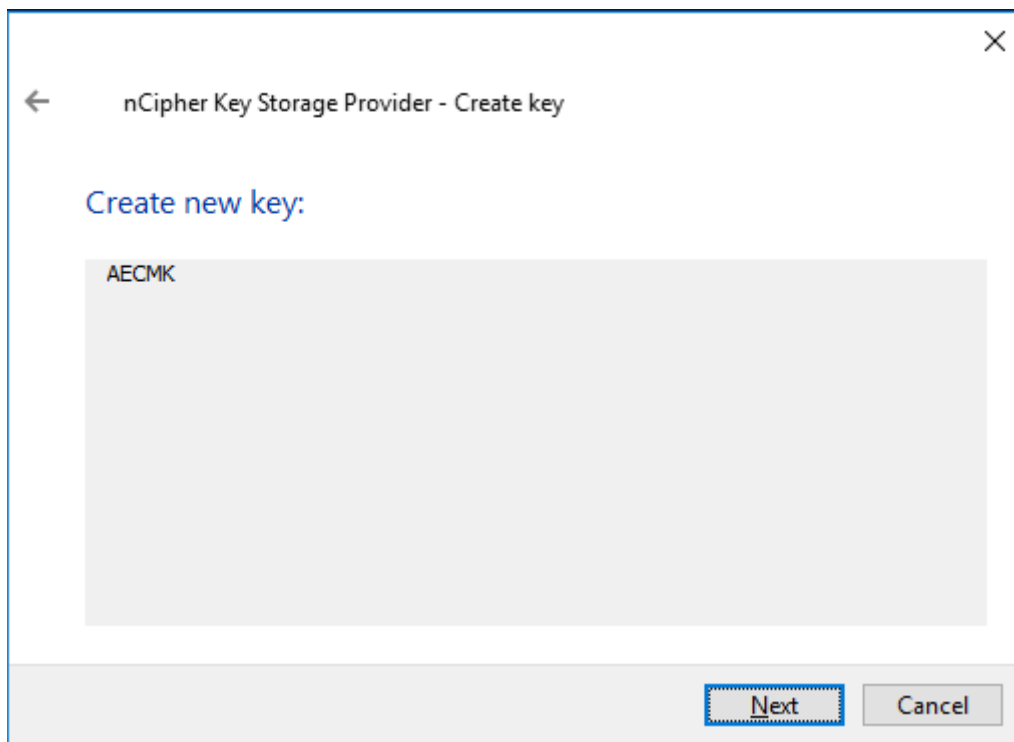 nCipher Key Storage Provider - Create key
Create new key:
AECMK
Next
Cancel